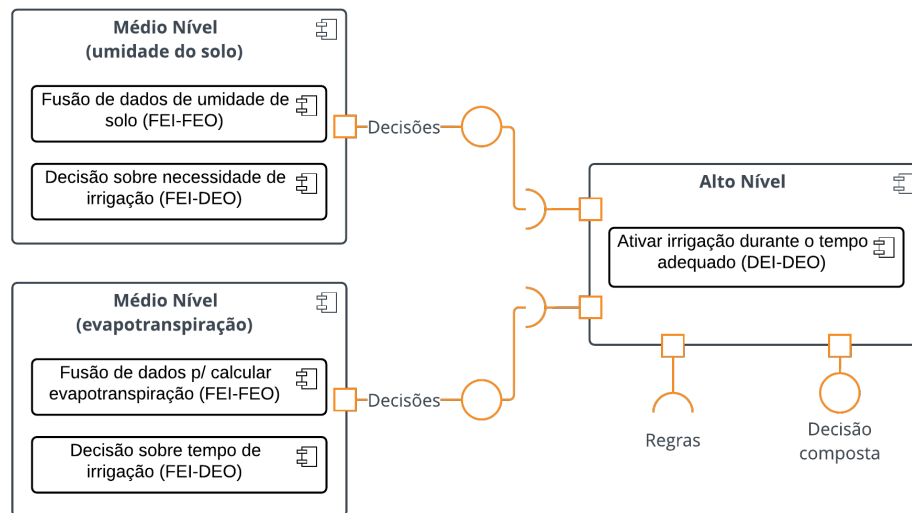 Médio Nível
(umidade do solo)
Fusão de dados de umidade de
solo (FEI-FEO)
Decisões
Decisão sobre necessidade de
irrigação (FEI-DEO)
Alto Nível
Ativar irrigação durante o tempo
adequado (DEI-DEO)
Médio Nível
(evapotranspiração)
Fusão de dados p/ calcular
evapotranspiração (FEI-FEO)
Decisões
Decisão sobre tempo de
irrigação (FEI-DEO)
Regras
Decisão
composta